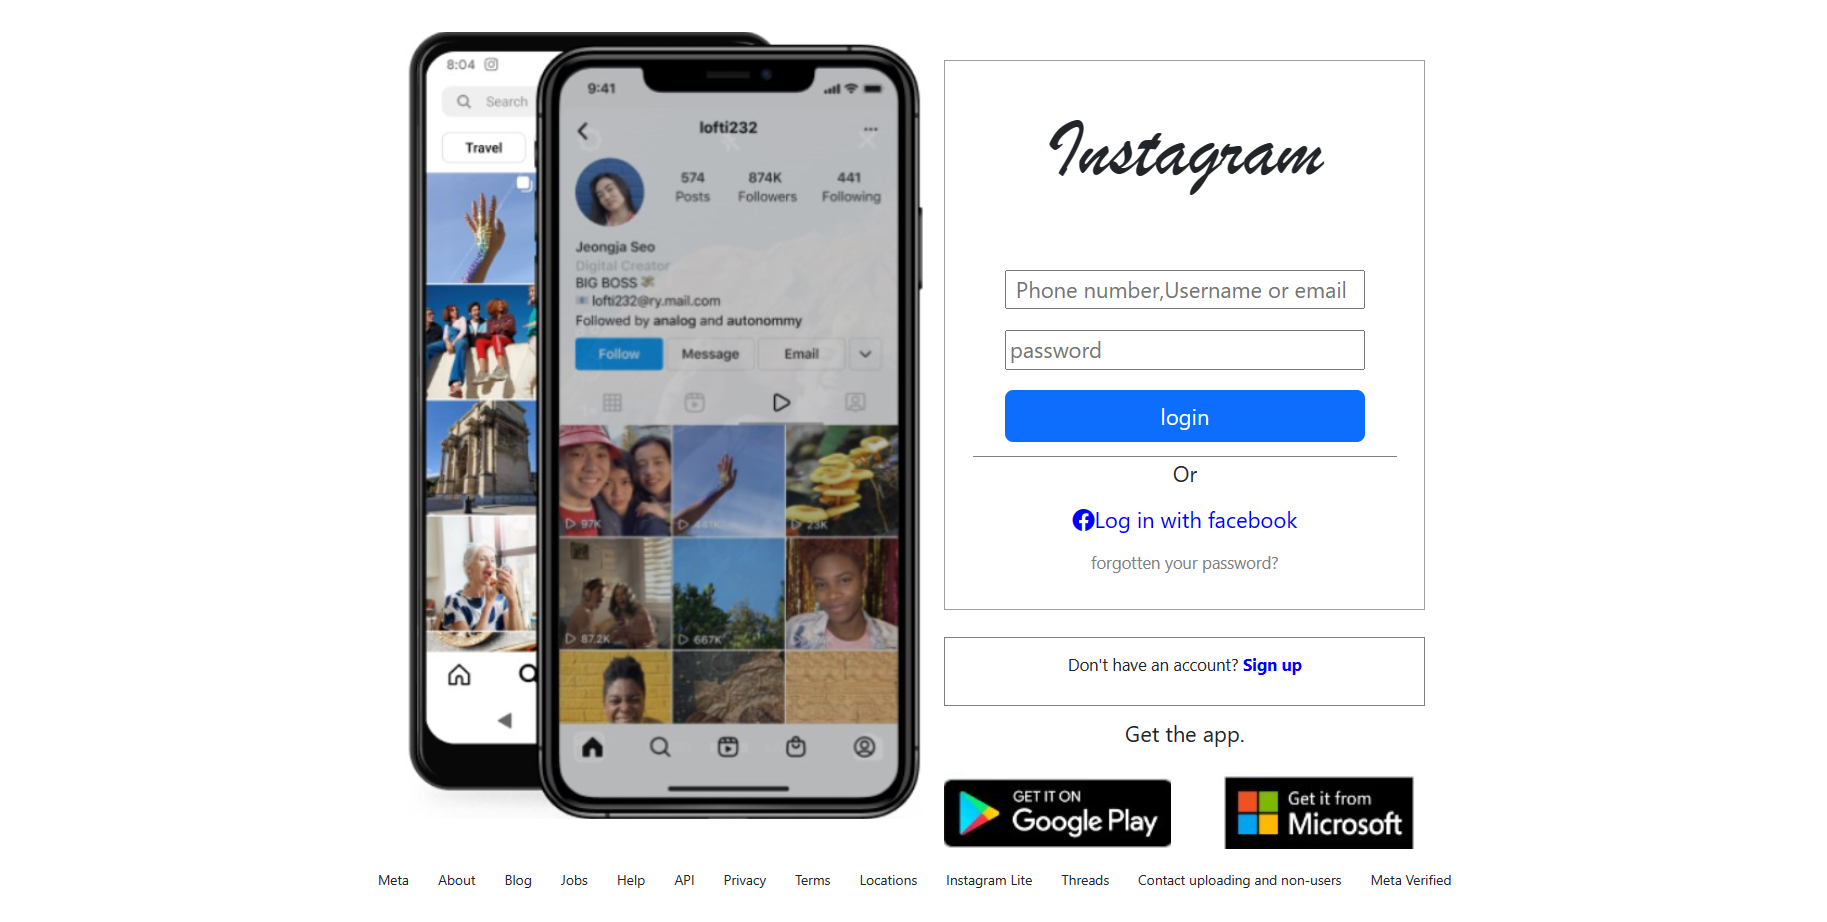 8:04
Search
Travel
9:41
lofti232
574
874K
441
Posts
Followers
Following
Jeongja Seo
Digital Creator
BIG BOSS
lofti232@ry.mail.com
Followed by analog and autonommy
Follow
Message
Email
97K
441K
23K
87.2K
667K
Instagram
Phone number,Username or email
password
login
Or
Log in with facebook
forgotten your password?
Don't have an account? Sign up
Get the app.
GET IT ON
Google Play
Get it from
Microsoft
Meta About Blog Jobs Help API Privacy Terms Locations Instagram Lite Threads Contact uploading and non-users Meta Verified